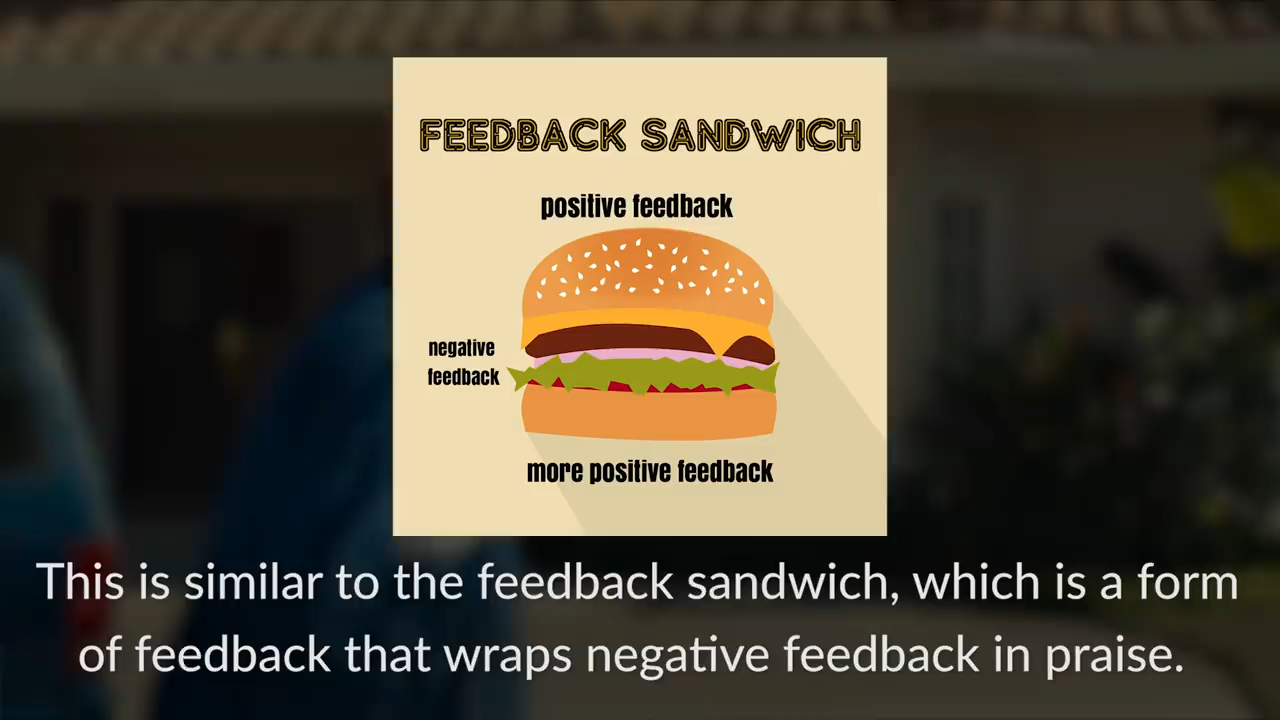 FEEDBACK SANDWICH
positive feedback
negative
feedback
more positive feedback
This is similar to the feedback sandwich, which is a form
of feedback that wraps negative feedback in praise.